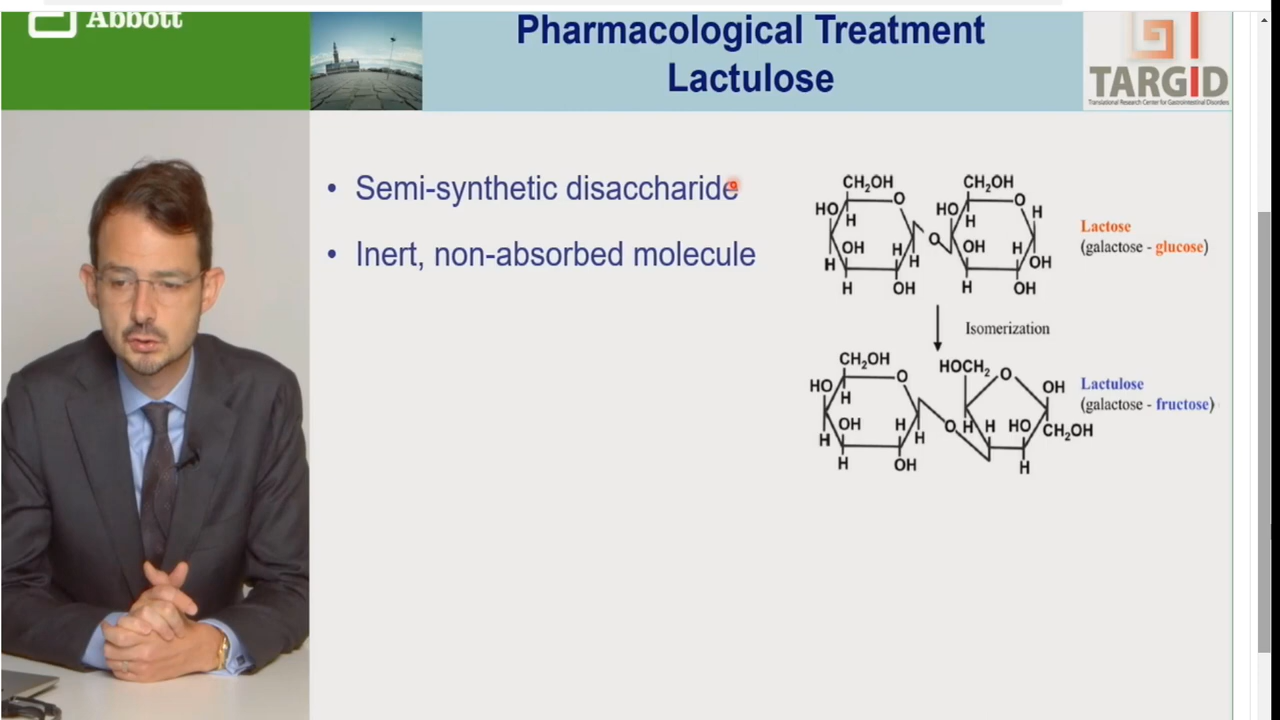 Abbott
Pharmacological Treatment
Lactulose
TARGID
Translational Research Center for Gastrointestinal Disorders
• Semi-synthetic disaccharide
• Inert, non-absorbed molecule
CH2OH CH2OH
O O
HO H HO H H
O
OH H OH H
H H OH
H OH H OH
Lactose
(galactose - glucose)
Isomerization
CH2OH HOCH2 O
O
HO H OH
OH H O H H HO CH2OH
H H
H OH H
Lactulose
(galactose - fructose)